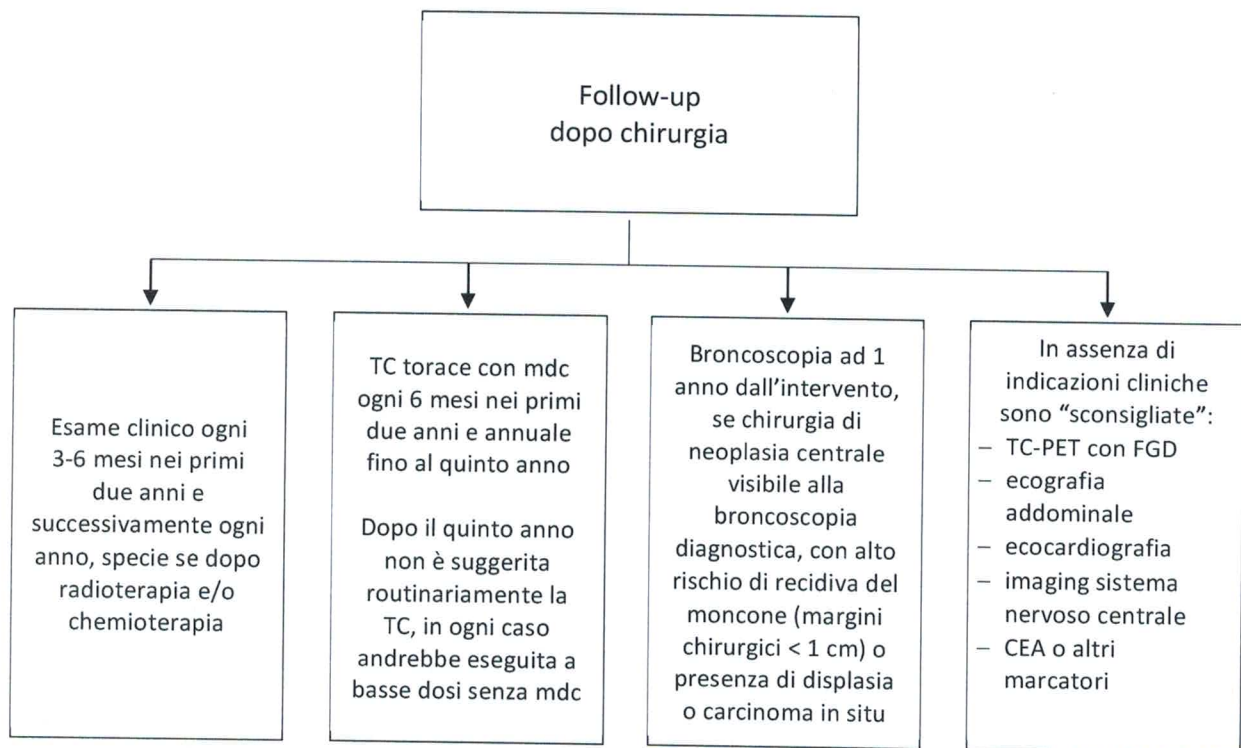 Follow-up
dopo chirurgia
Esame clinico ogni
3-6 mesi nei primi
due anni e
successivamente ogni
anno, specie se dopo
radioterapia e/o
chemioterapia
TC torace con mdc
ogni 6 mesi nei primi
due anni e annuale
fino al quinto anno
Dopo il quinto anno
non è suggerita
routinariamente la
TC, in ogni caso
andrebbe eseguita a
basse dosi senza mdc
Broncoscopia ad 1
anno dall'intervento,
se chirurgia di
neoplasia centrale
visibile alla
broncoscopia
diagnostica, con alto
rischio di recidiva del
moncone (margini
chirurgici < 1 cm) o
presenza di displasia
o carcinoma in situ
In assenza di
indicazioni cliniche
sono "sconsigliate":
– TC-PET con FGD
– ecografia
addominale
– ecocardiografia
– imaging sistema
nervoso centrale
– CEA o altri
marcatori